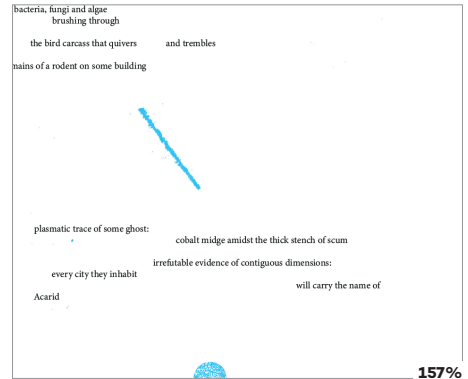 bacteria, fungi and algae
brushing through
the bird carcass that quivers and trembles
of a rodent on some building
plasmatic trace of some ghost:
cobalt midge amidst the thick stench of scum
irrefutable evidence of contiguous dimensions:
every city they inhabit
will carry the name of
Acarid
157%